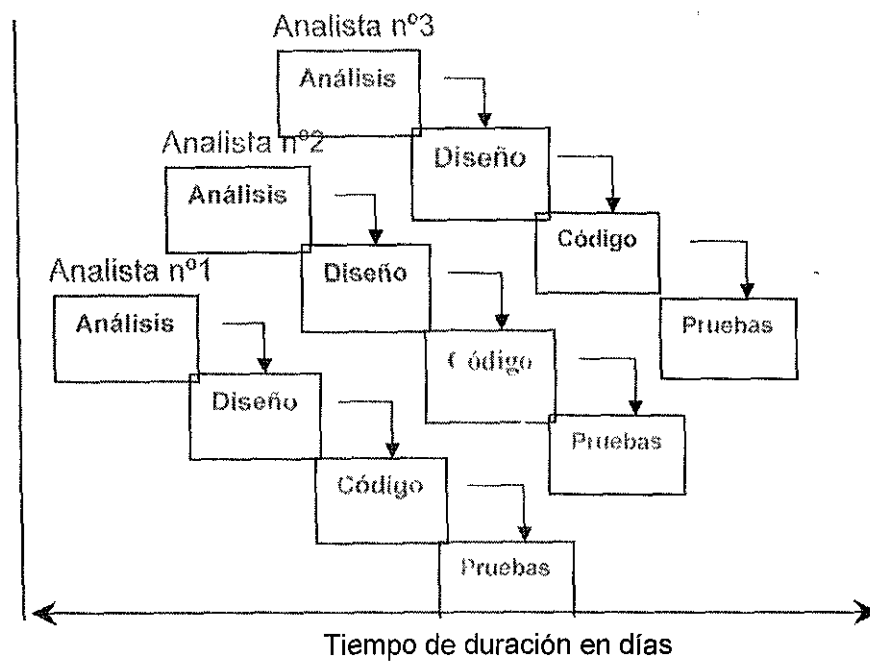 Analista nº3
Análisis
Diseño
Código
Pruebas
Analista nº2
Análisis
Diseño
Código
Pruebas
Analista nº1
Análisis
Diseño
Código
Pruebas
Tiempo de duración en días